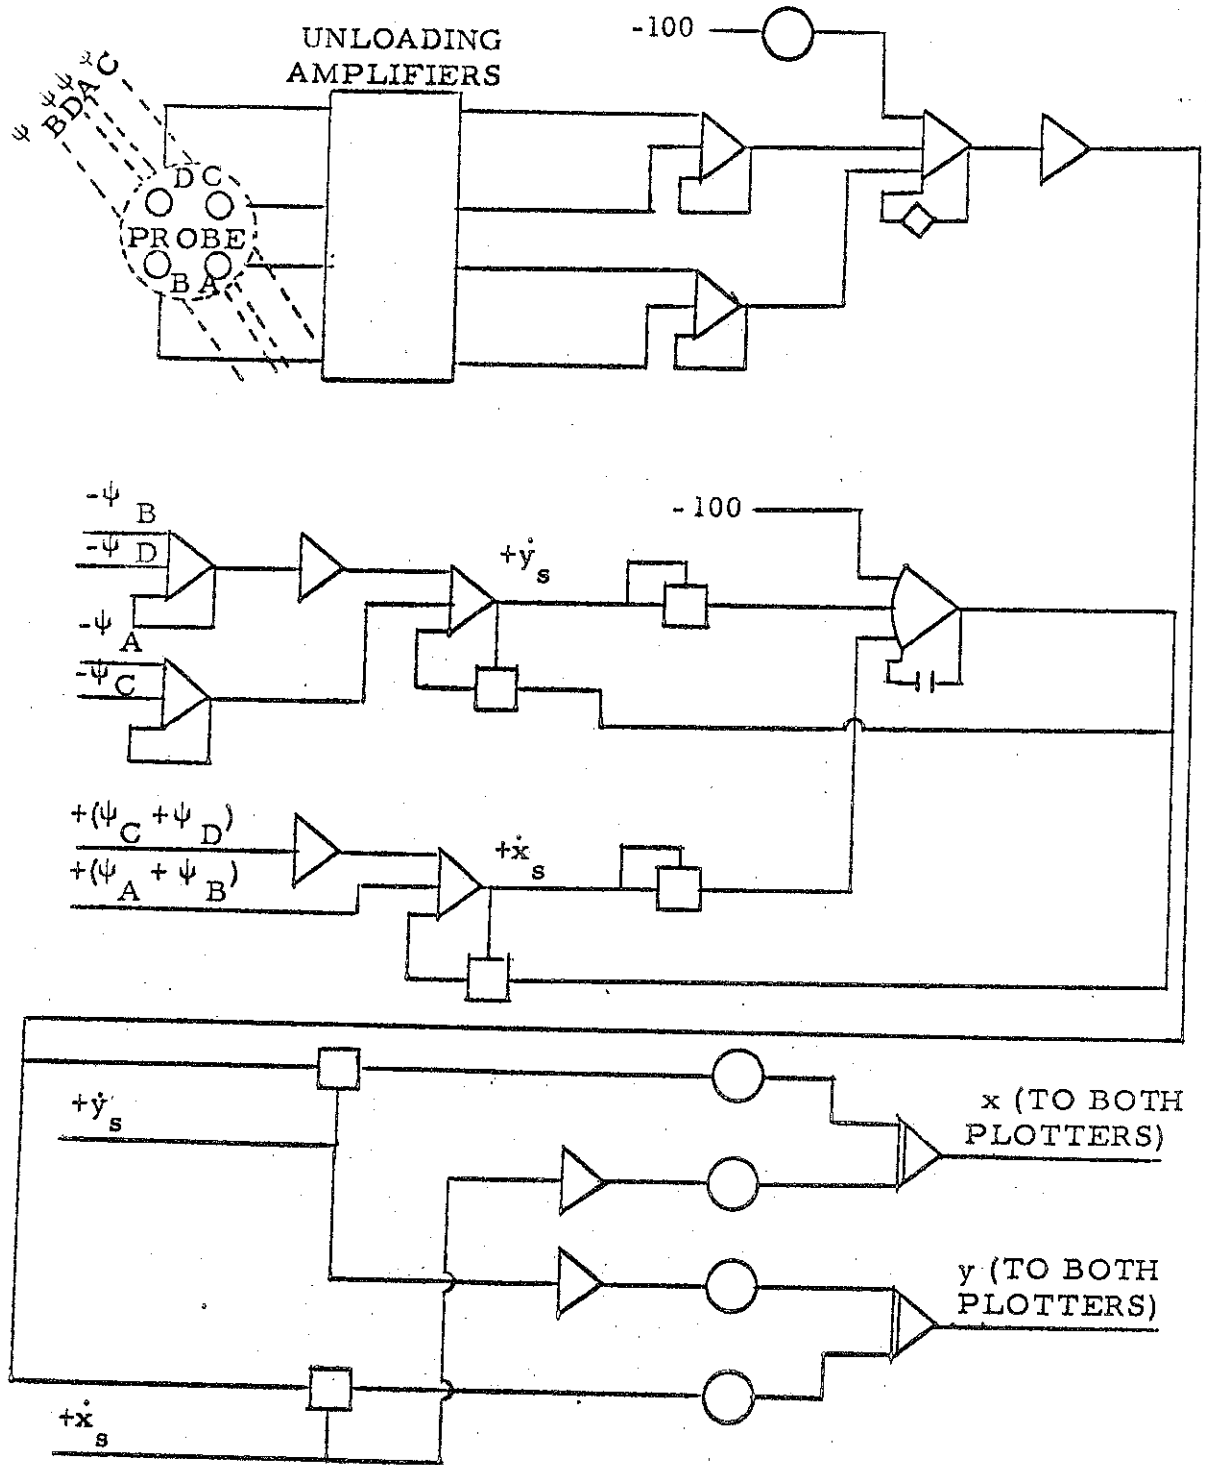 -100
UNLOADING
AMPLIFIERS
ψ ψ ψ
ψ B D A C
D C
PROBE
B A
-ψ B
-ψ D
-ψ A
-ψ C
+ẏ s
-100
+(ψ C + ψ D)
+(ψ A + ψ B)
+ẋ s
+ẏ s
x (TO BOTH
PLOTTERS)
y (TO BOTH
PLOTTERS)
+ẋ s